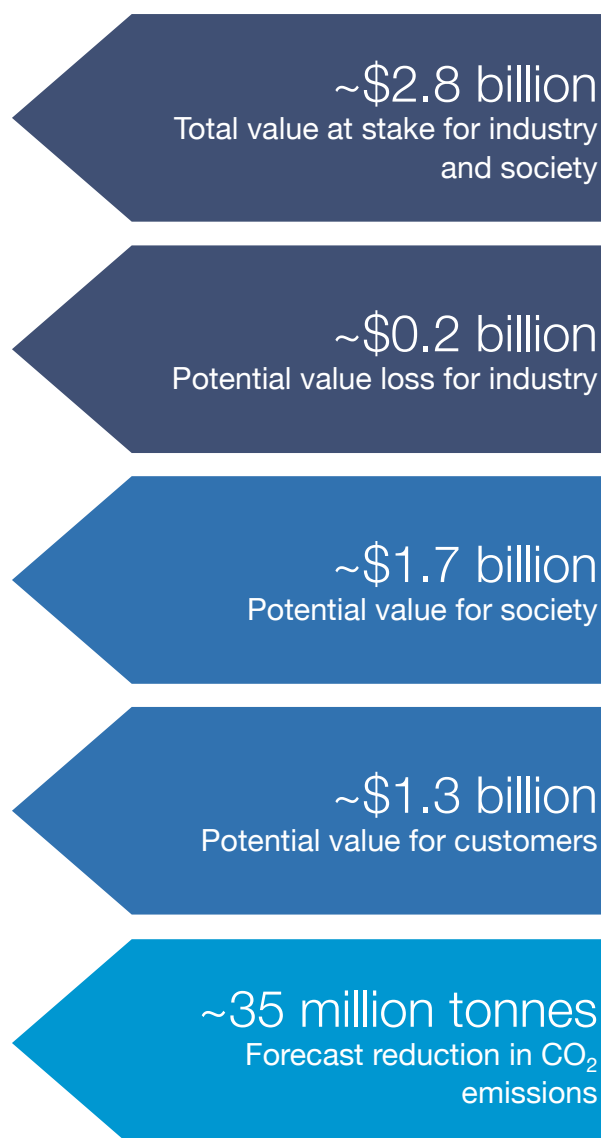 ~$2.8 billion
Total value at stake for industry
and society
~$0.2 billion
Potential value loss for industry
~$1.7 billion
Potential value for society
~$1.3 billion
Potential value for customers
~35 million tonnes
Forecast reduction in CO₂
emissions